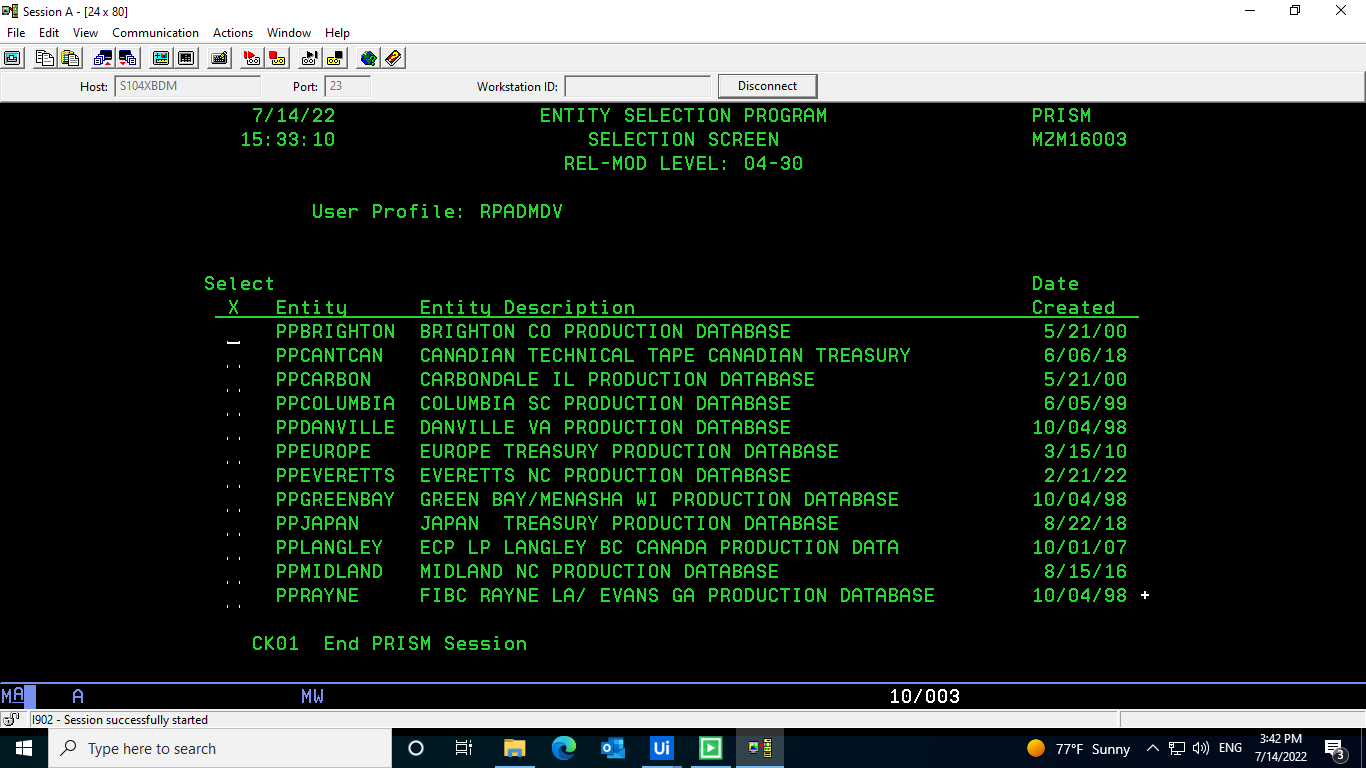 Session A - [24 x 80]
File Edit View Communication Actions Window Help
Host: S104XBDM Port: 23 Workstation ID: Disconnect
7/14/22 ENTITY SELECTION PROGRAM PRISM
15:33:10 SELECTION SCREEN MZM16003
REL-MOD LEVEL: 04-30
User Profile: RPADMDV
Select Date
X Entity Entity Description Created
PPBRIGHTON BRIGHTON CO PRODUCTION DATABASE 5/21/00
PPCANTCAN CANADIAN TECHNICAL TAPE CANADIAN TREASURY 6/06/18
PPCARBON CARBONDALE IL PRODUCTION DATABASE 5/21/00
PPCOLUMBIA COLUMBIA SC PRODUCTION DATABASE 6/05/99
PPDANVILLE DANVILLE VA PRODUCTION DATABASE 10/04/98
PPEUROPE EUROPE TREASURY PRODUCTION DATABASE 3/15/10
PPEVERETTS EVERETTS NC PRODUCTION DATABASE 2/21/22
PPGREENBAY GREEN BAY/MENASHA WI PRODUCTION DATABASE 10/04/98
PPJAPAN JAPAN TREASURY PRODUCTION DATABASE 8/22/18
PPLANGLEY ECP LP LANGLEY BC CANADA PRODUCTION DATA 10/01/07
PPMIDLAND MIDLAND NC PRODUCTION DATABASE 8/15/16
PPRAYNE FIBC RAYNE LA/ EVANS GA PRODUCTION DATABASE 10/04/98 +
CK01 End PRISM Session
MA A MW 10/003
I902 - Session successfully started
Type here to search Ui 77°F Sunny ENG 3:42 PM
7/14/2022 3